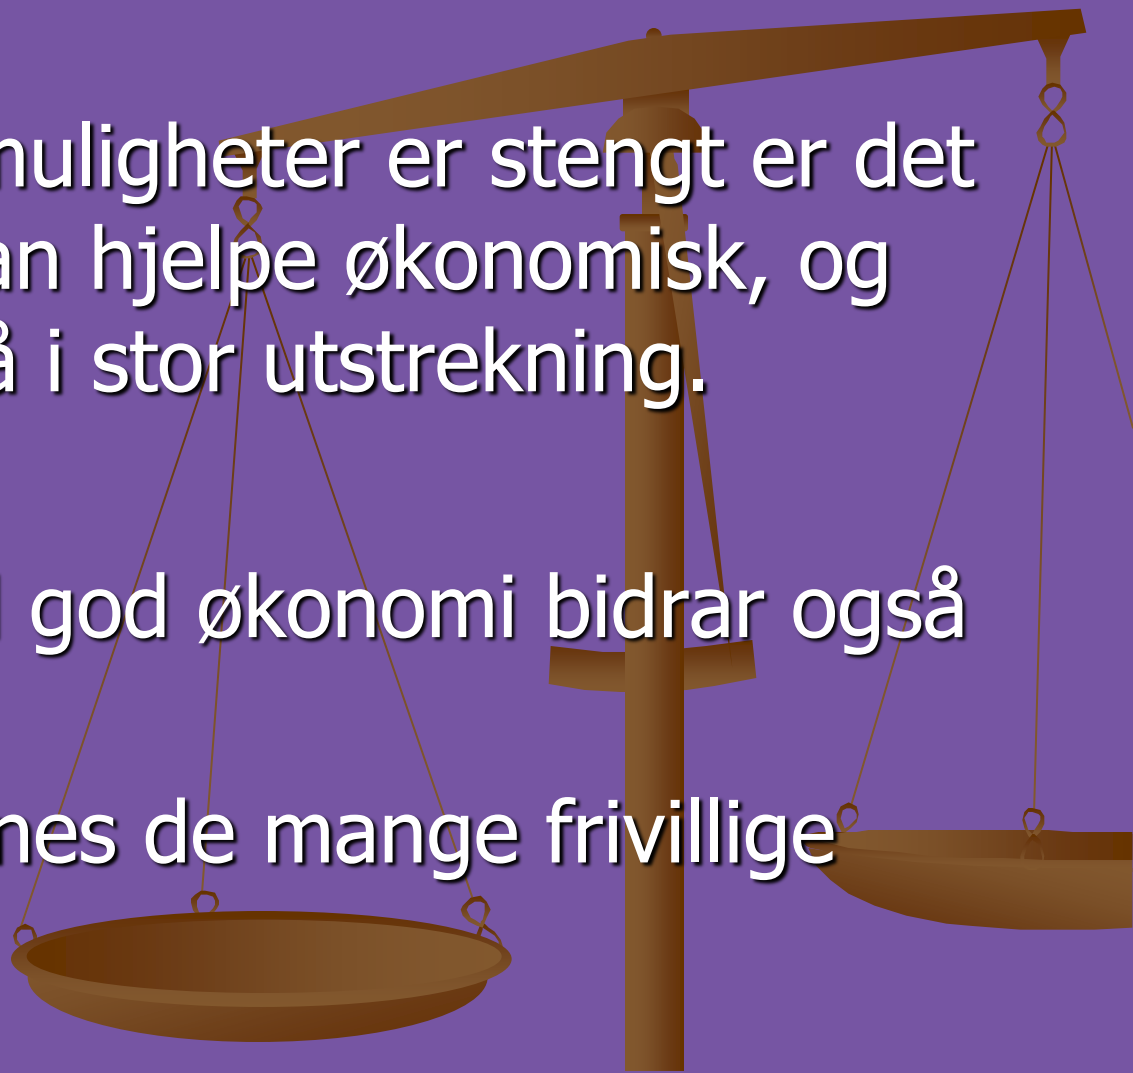 muligheter er stengt er det
an hjelpe økonomisk, og
å i stor utstrekning.
god økonomi bidrar også
nes de mange frivillige